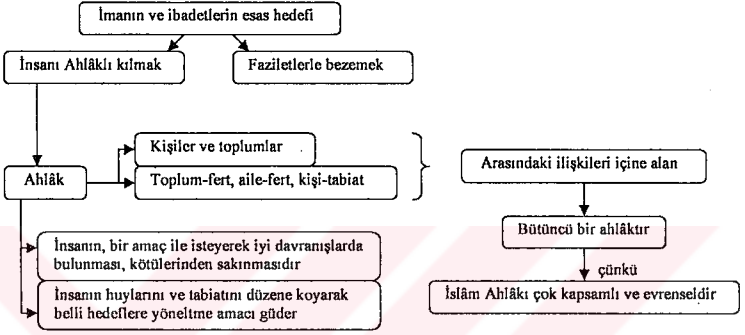 İmanın ve ibadetlerin esas hedefi
İnsanı Ahlâklı kılmak
Faziletlerle bezemek
Kişiler ve toplumlar
Ahlâk
Toplum-fert, aile-fert, kişi-tabiat
Arasındaki ilişkileri içine alan
Bütüncü bir ahlâktır
çünkü
İslâm Ahlâkı çok kapsamlı ve evrenseldir
İnsanın, bir amaç ile isteyerek iyi davranışlarda
bulunması, kötülerinden sakınmasıdır
İnsanın huylarını ve tabiatını düzene koyarak
belli hedeflere yöneltme amacı güder